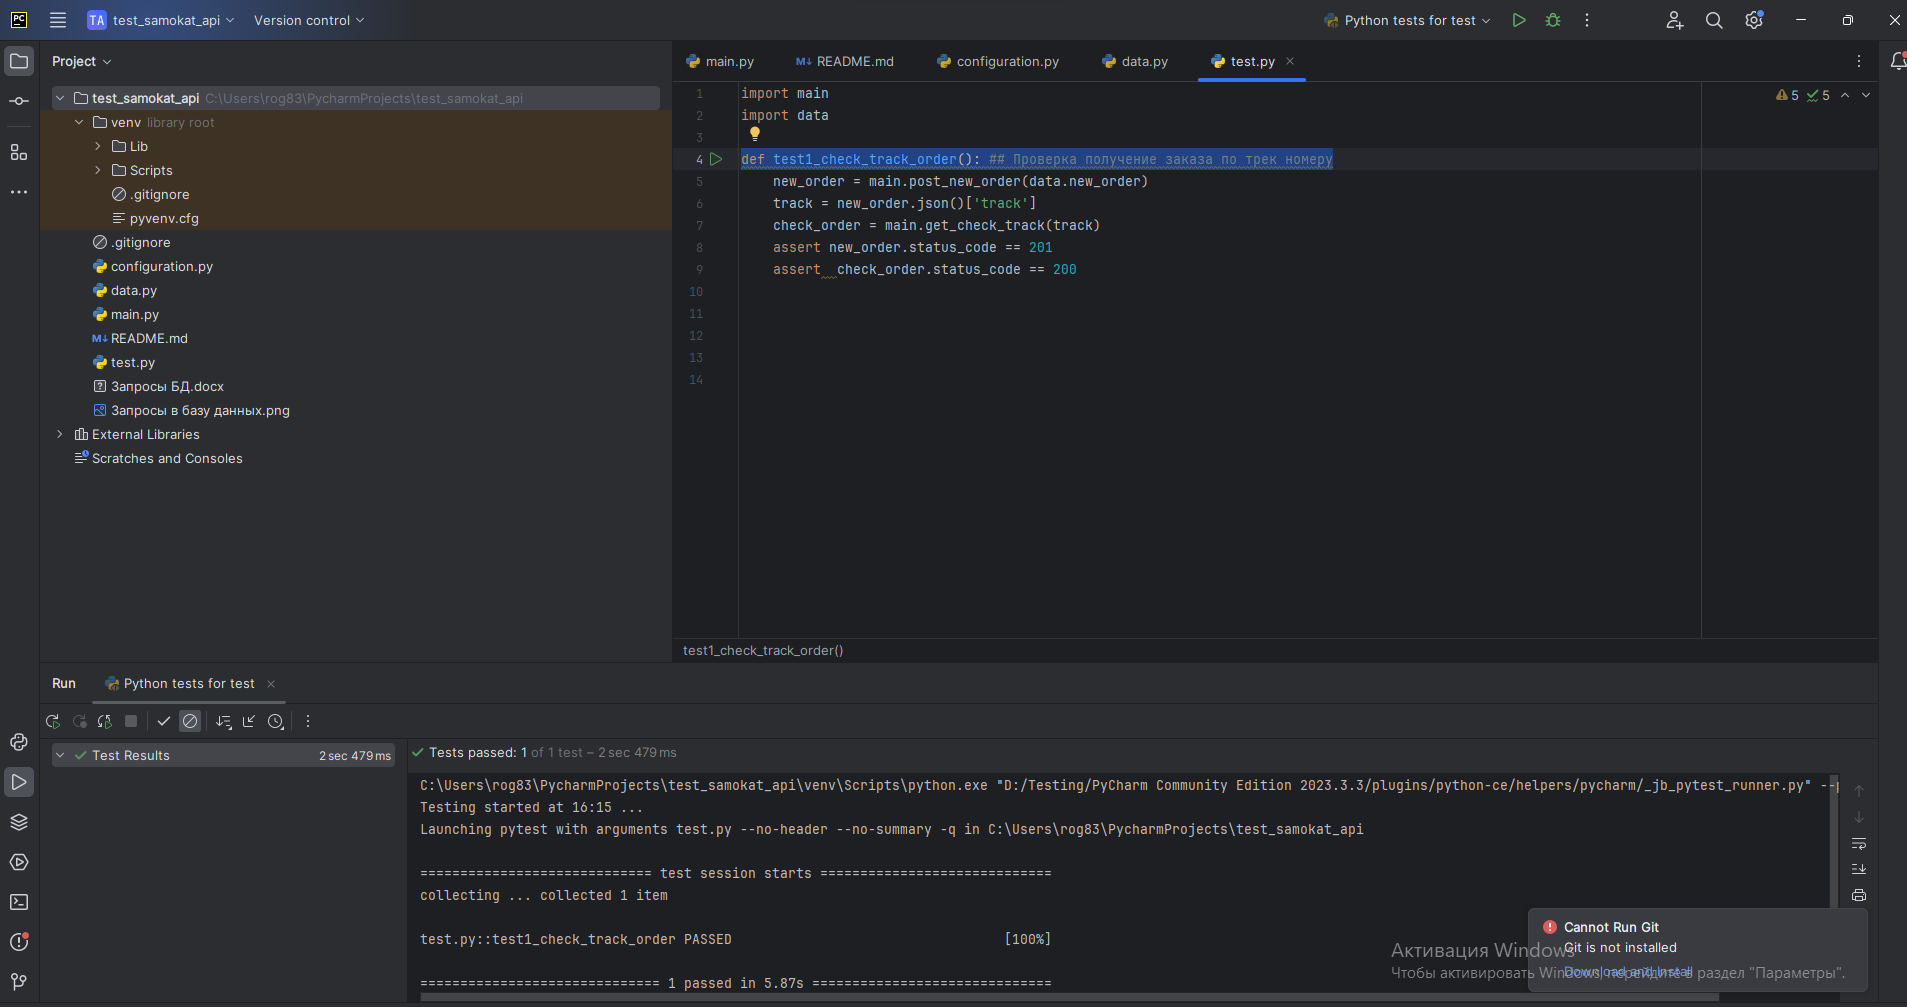 PC
TA test_samokat_api Version control Python tests for test
Project
main.py M↓ README.md configuration.py data.py test.py
test_samokat_api C:\Users\rog83\PycharmProjects\test_samokat_api
venv library root
Lib
Scripts
.gitignore
pyvenv.cfg
.gitignore
configuration.py
data.py
main.py
M↓ README.md
test.py
Запросы БД.docx
Запросы в базу данных.png
External Libraries
Scratches and Consoles
5 5
1 import main
2 import data
3
4 def test1_check_track_order(): ## Проверка получение заказа по трек номеру
5 new_order = main.post_new_order(data.new_order)
6 track = new_order.json()['track']
7 check_order = main.get_check_track(track)
8 assert new_order.status_code == 201
9 assert  check_order.status_code == 200
10
11
12
13
14
test1_check_track_order()
Run Python tests for test
Test Results 2 sec 479 ms
Tests passed: 1 of 1 test – 2 sec 479 ms
C:\Users\rog83\PycharmProjects\test_samokat_api\venv\Scripts\python.exe "D:/Testing/PyCharm Community Edition 2023.3.3/plugins/python-ce/helpers/pycharm/_jb_pytest_runner.py" --p
Testing started at 16:15 ...
Launching pytest with arguments test.py --no-header --no-summary -q in C:\Users\rog83\PycharmProjects\test_samokat_api
============================= test session starts =============================
collecting ... collected 1 item
test.py::test1_check_track_order PASSED [100%]
============================== 1 passed in 5.87s ==============================
Cannot Run Git
Git is not installed
Download and Install
Активация Windows
Чтобы активировать Windows, перейдите в раздел "Параметры".